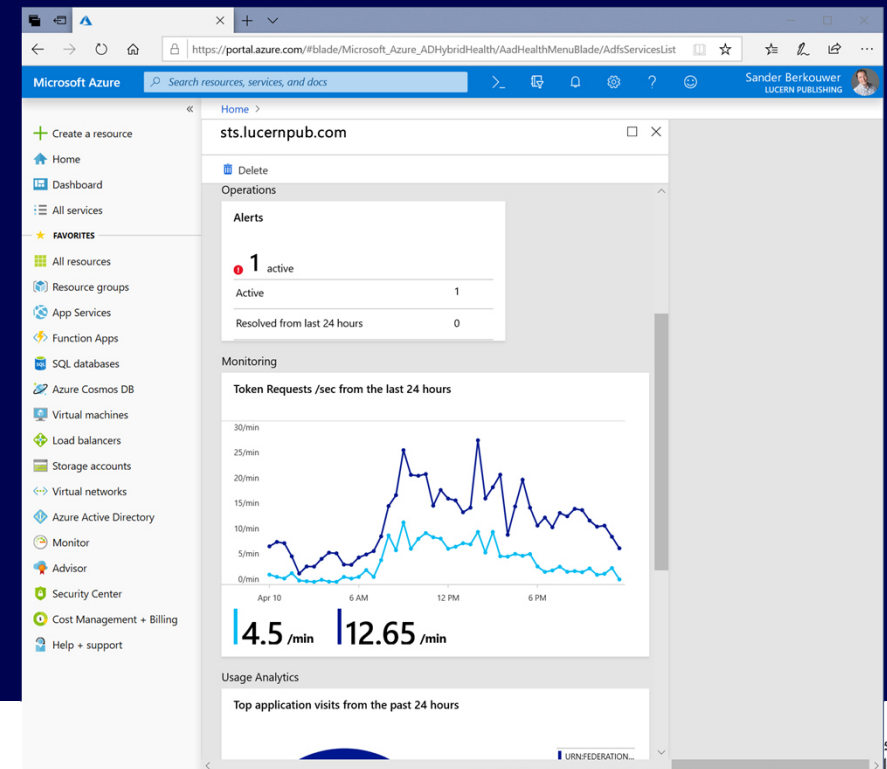 https://portal.azure.com/#blade/Microsoft_Azure_ADHybridHealth/AadHealthMenuBlade/AdfsServicesList
Microsoft Azure
Search resources, services, and docs
Sander Berkouwer
LUCERN PUBLISHING
Create a resource
Home
Dashboard
All services
FAVORITES
All resources
Resource groups
App Services
Function Apps
SQL databases
Azure Cosmos DB
Virtual machines
Load balancers
Storage accounts
Virtual networks
Azure Active Directory
Monitor
Advisor
Security Center
Cost Management + Billing
Help + support
Home >
sts.lucernpub.com
Delete
Operations
Alerts
1 active
Active 1
Resolved from last 24 hours 0
Monitoring
Token Requests /sec from the last 24 hours
30/min
25/min
20/min
15/min
10/min
5/min
0/min
Apr 10 6 AM 12 PM 6 PM
4.5 /min 12.65 /min
Usage Analytics
Top application visits from the past 24 hours
URN:FEDERATION...